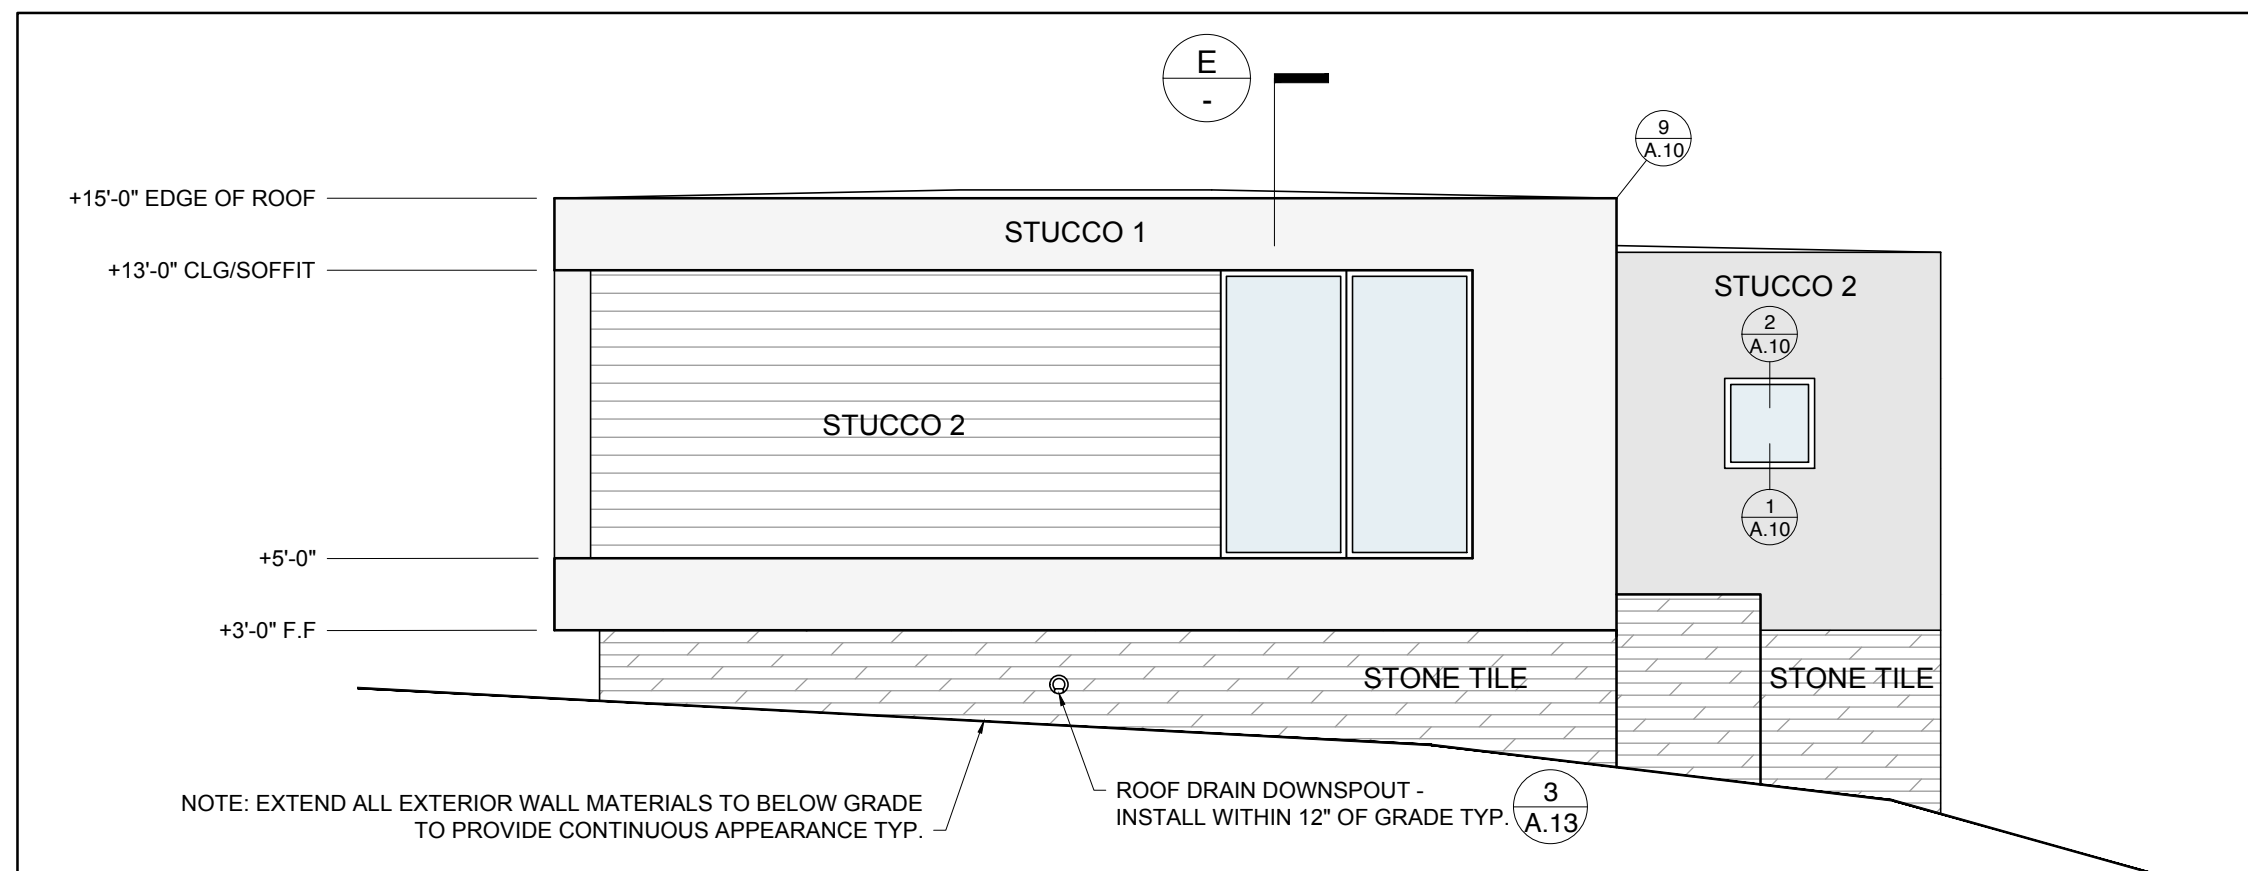 E
-
9
A.10
+15'-0" EDGE OF ROOF
STUCCO 1
+13'-0" CLG/SOFFIT
STUCCO 2
2
A.10
STUCCO 2
1
A.10
+5'-0"
+3'-0" F.F
STONE TILE
STONE TILE
NOTE: EXTEND ALL EXTERIOR WALL MATERIALS TO BELOW GRADE
TO PROVIDE CONTINUOUS APPEARANCE TYP.
ROOF DRAIN DOWNSPOUT -
INSTALL WITHIN 12" OF GRADE TYP.
3
A.13